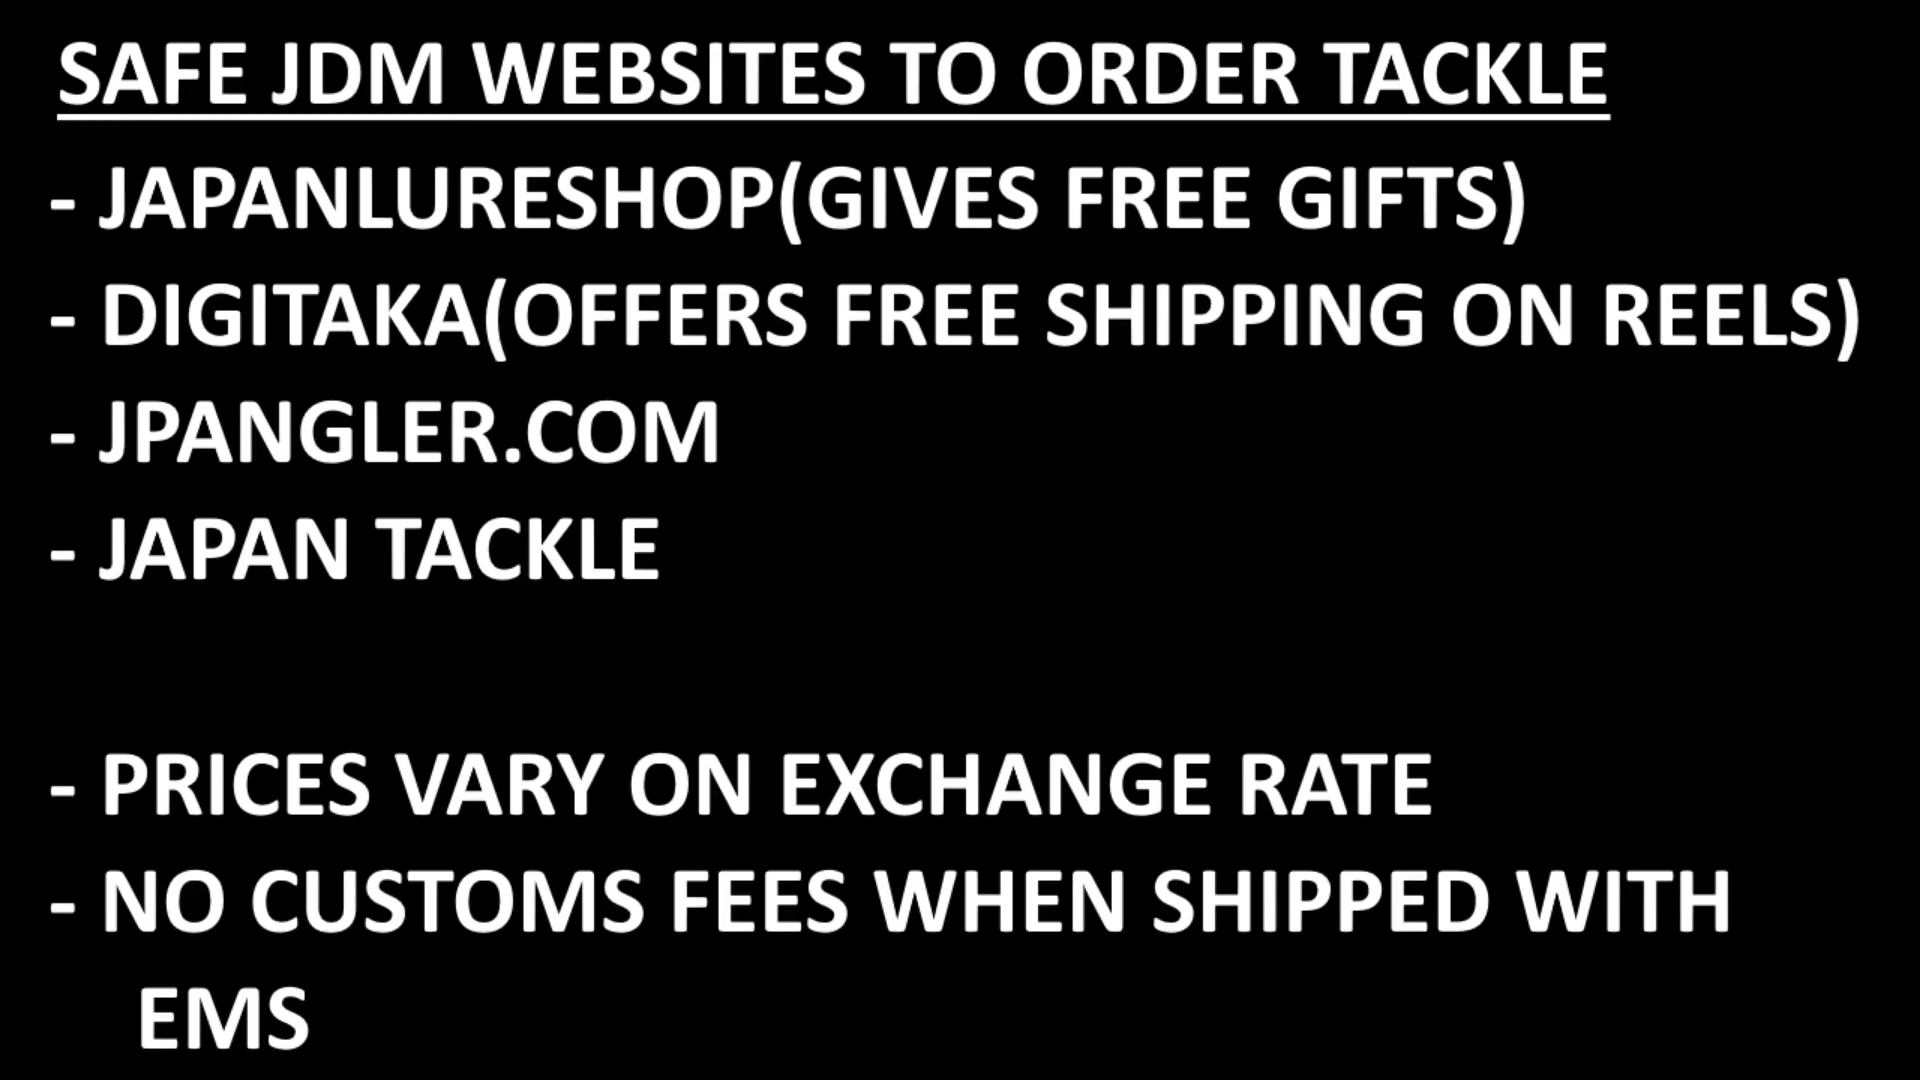 SAFE JDM WEBSITES TO ORDER TACKLE
- JAPANLURESHOP(GIVES FREE GIFTS)
- DIGITAKA(OFFERS FREE SHIPPING ON REELS)
- JPANGLER.COM
- JAPAN TACKLE
- PRICES VARY ON EXCHANGE RATE
- NO CUSTOMS FEES WHEN SHIPPED WITH
EMS